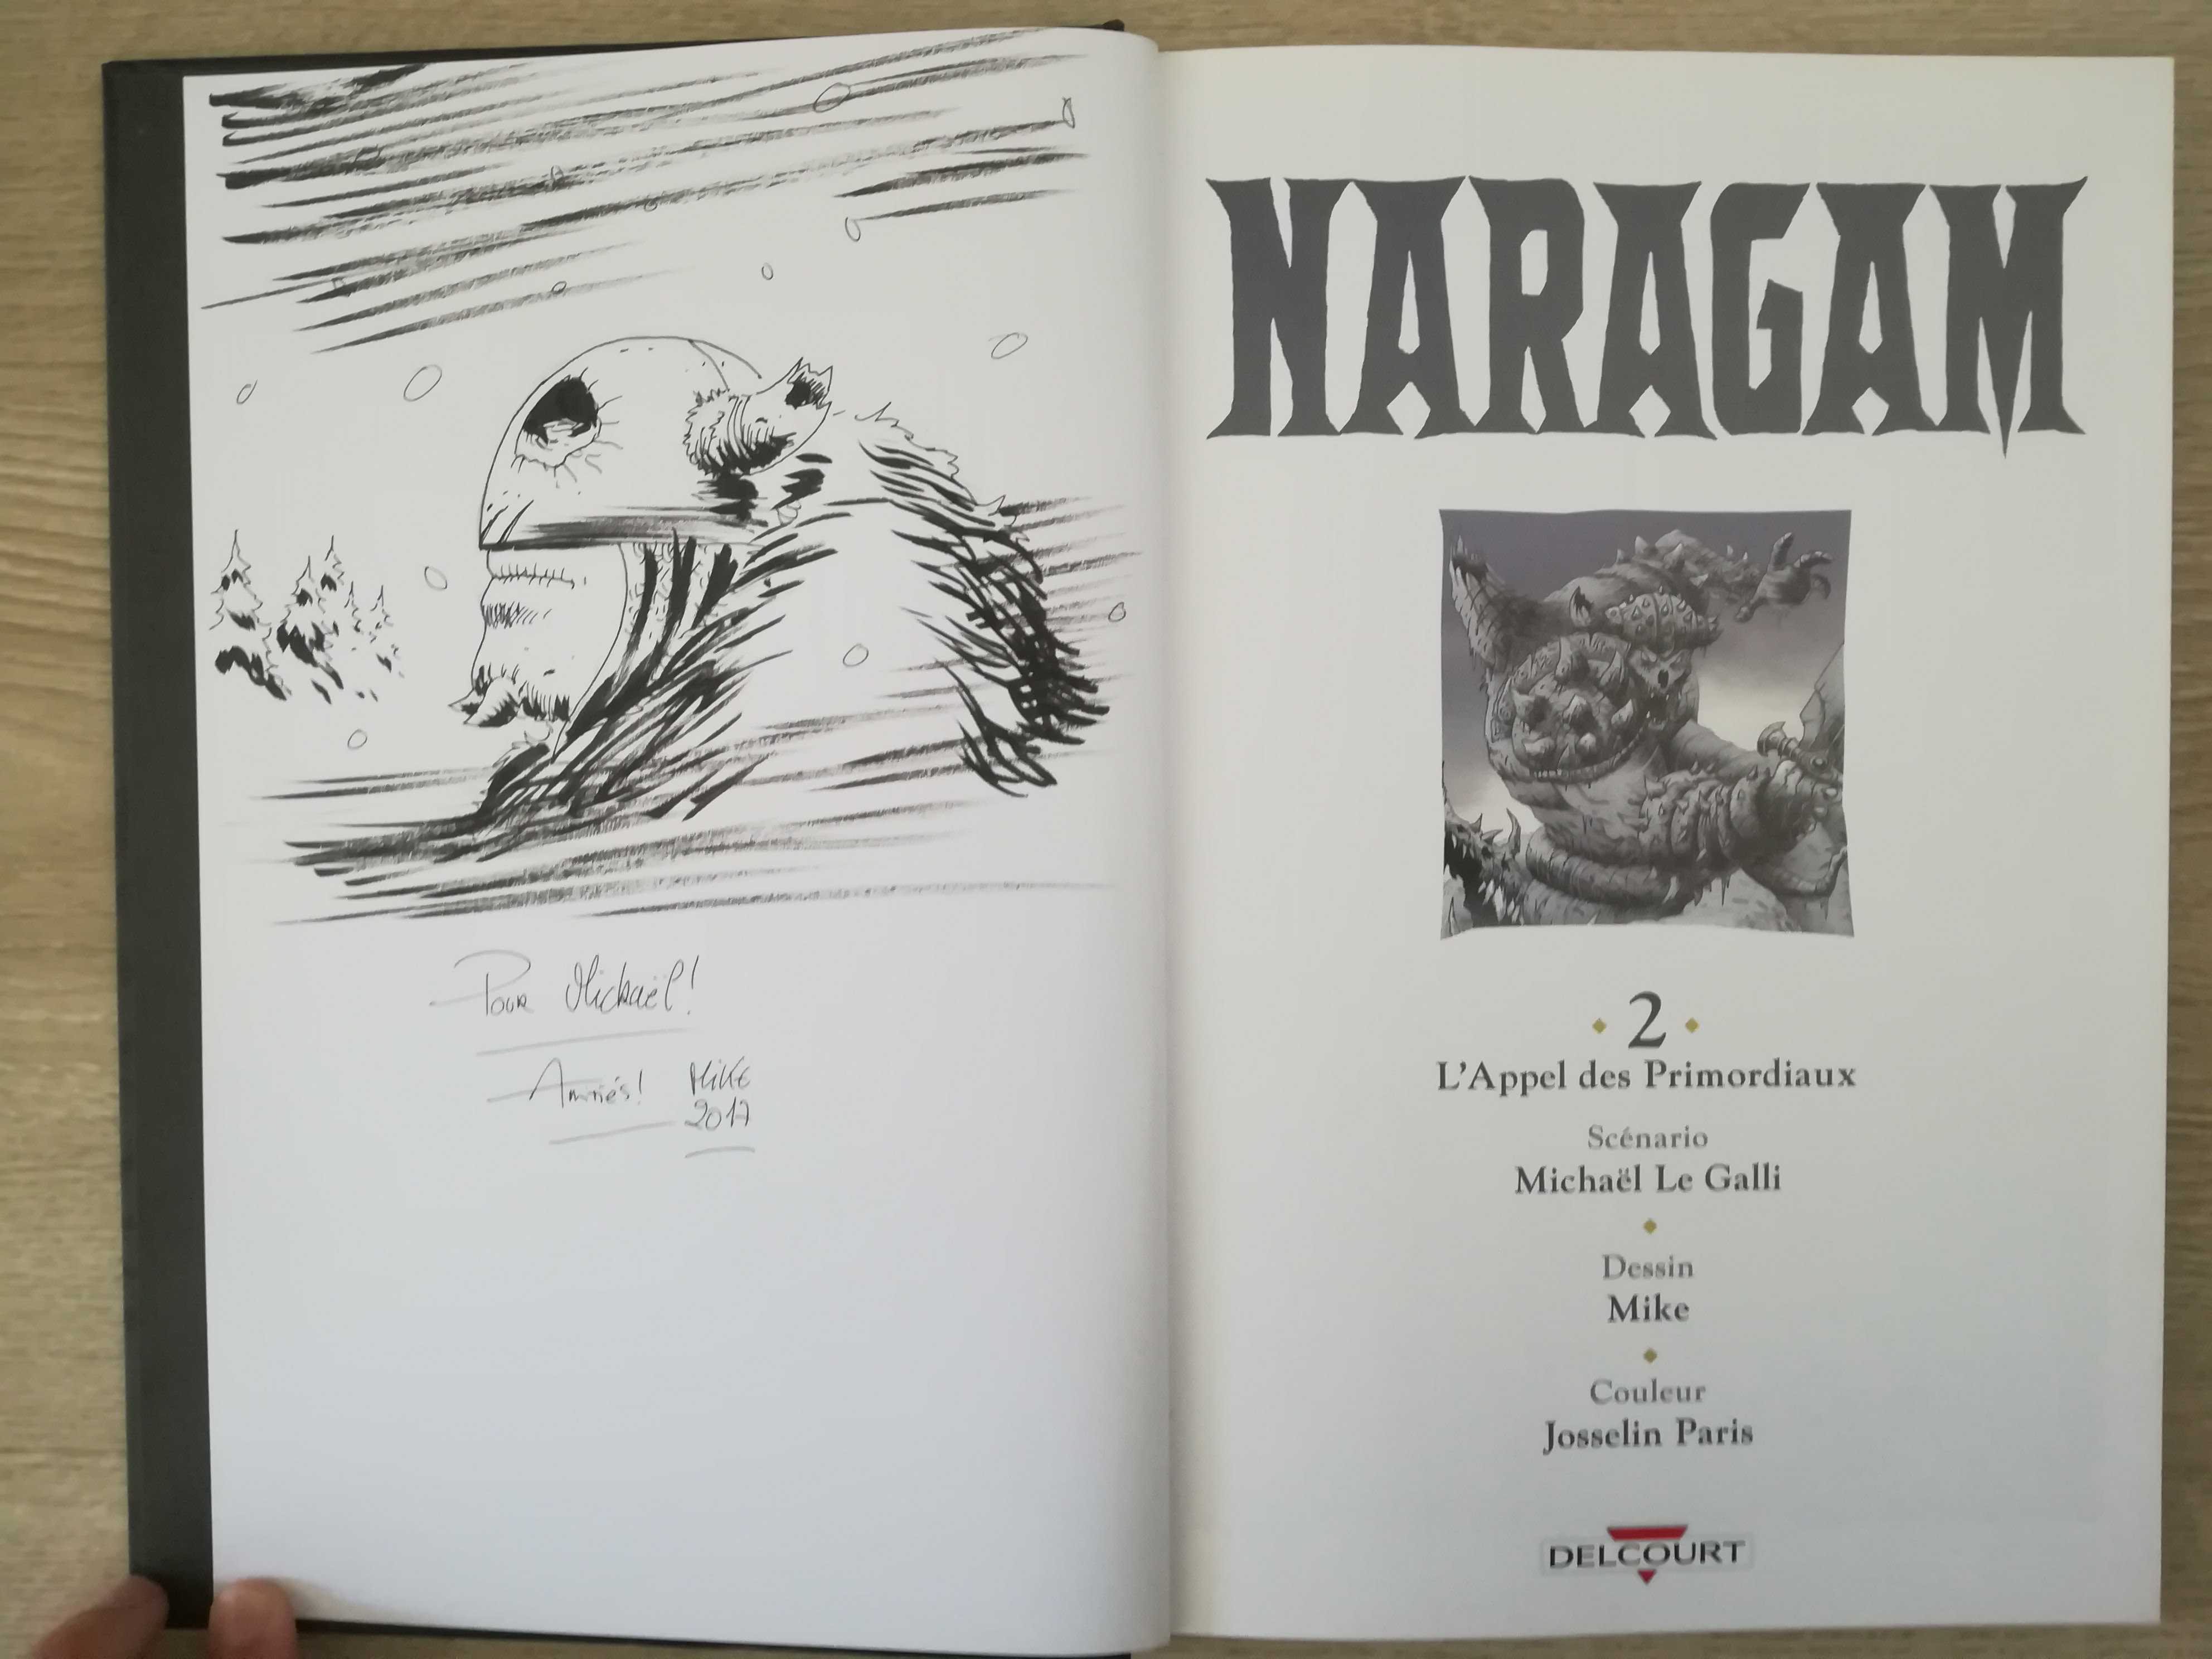 Pour Mickaël!
Amitiés! Mike
2017
NARAGAM
2
L'Appel des Primordiaux
Scénario
Michaël Le Galli
Dessin
Mike
Couleur
Josselin Paris
DELCOURT